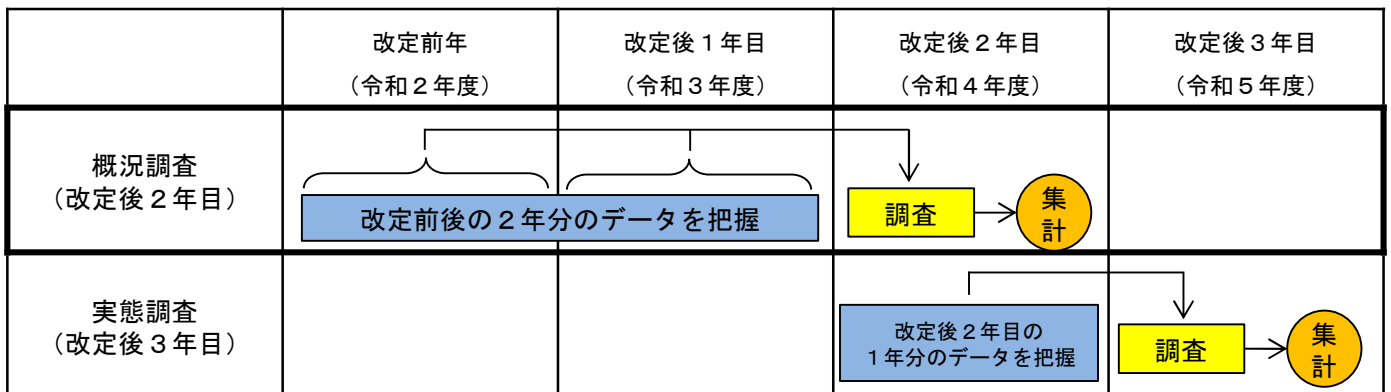 改定前年
（令和２年度）
改定後１年目
（令和３年度）
改定後２年目
（令和４年度）
改定後３年目
（令和５年度）
概況調査
（改定後２年目）
改定前後の２年分のデータを把握
調査
集
計
実態調査
（改定後３年目）
改定後２年目の
１年分のデータを把握
調査
集
計